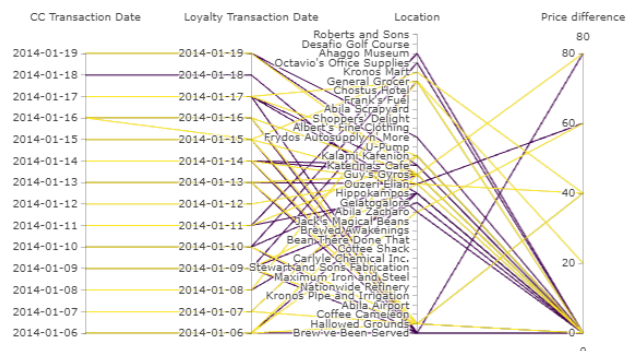 CC Transaction Date
Loyalty Transaction Date
Location
Price difference
2014-01-19
2014-01-18
2014-01-17
2014-01-16
2014-01-15
2014-01-14
2014-01-13
2014-01-12
2014-01-11
2014-01-10
2014-01-09
2014-01-08
2014-01-07
2014-01-06
2014-01-19
2014-01-18
2014-01-17
2014-01-16
2014-01-15
2014-01-14
2014-01-13
2014-01-12
2014-01-11
2014-01-10
2014-01-09
2014-01-08
2014-01-07
2014-01-06
Roberts and Sons
Desafio Golf Course
Ahaggo Museum
Octavio's Office Supplies
Kronos Mart
General Grocer
Chostus Hotel
Frank's Fuel
Abila Scrapyard
Shoppers' Delight
Albert's Fine Clothing
Frydos Autosupply n' More
U-Pump
Kalami Kafenion
Katerina's Cafe
Guy's Gyros
Ouzeri Elian
Hippokampos
Gelatogalore
Abila Zacharo
Jack's Magical Beans
Brewed Awakenings
Bean There Done That
Coffee Shack
Carlyle Chemical Inc.
Stewart and Sons Fabrication
Maximum Iron and Steel
Nationwide Refinery
Kronos Pipe and Irrigation
Abila Airport
Coffee Cameleon
Hallowed Grounds
Brew've Been Served
80
80
60
40
20
0
0